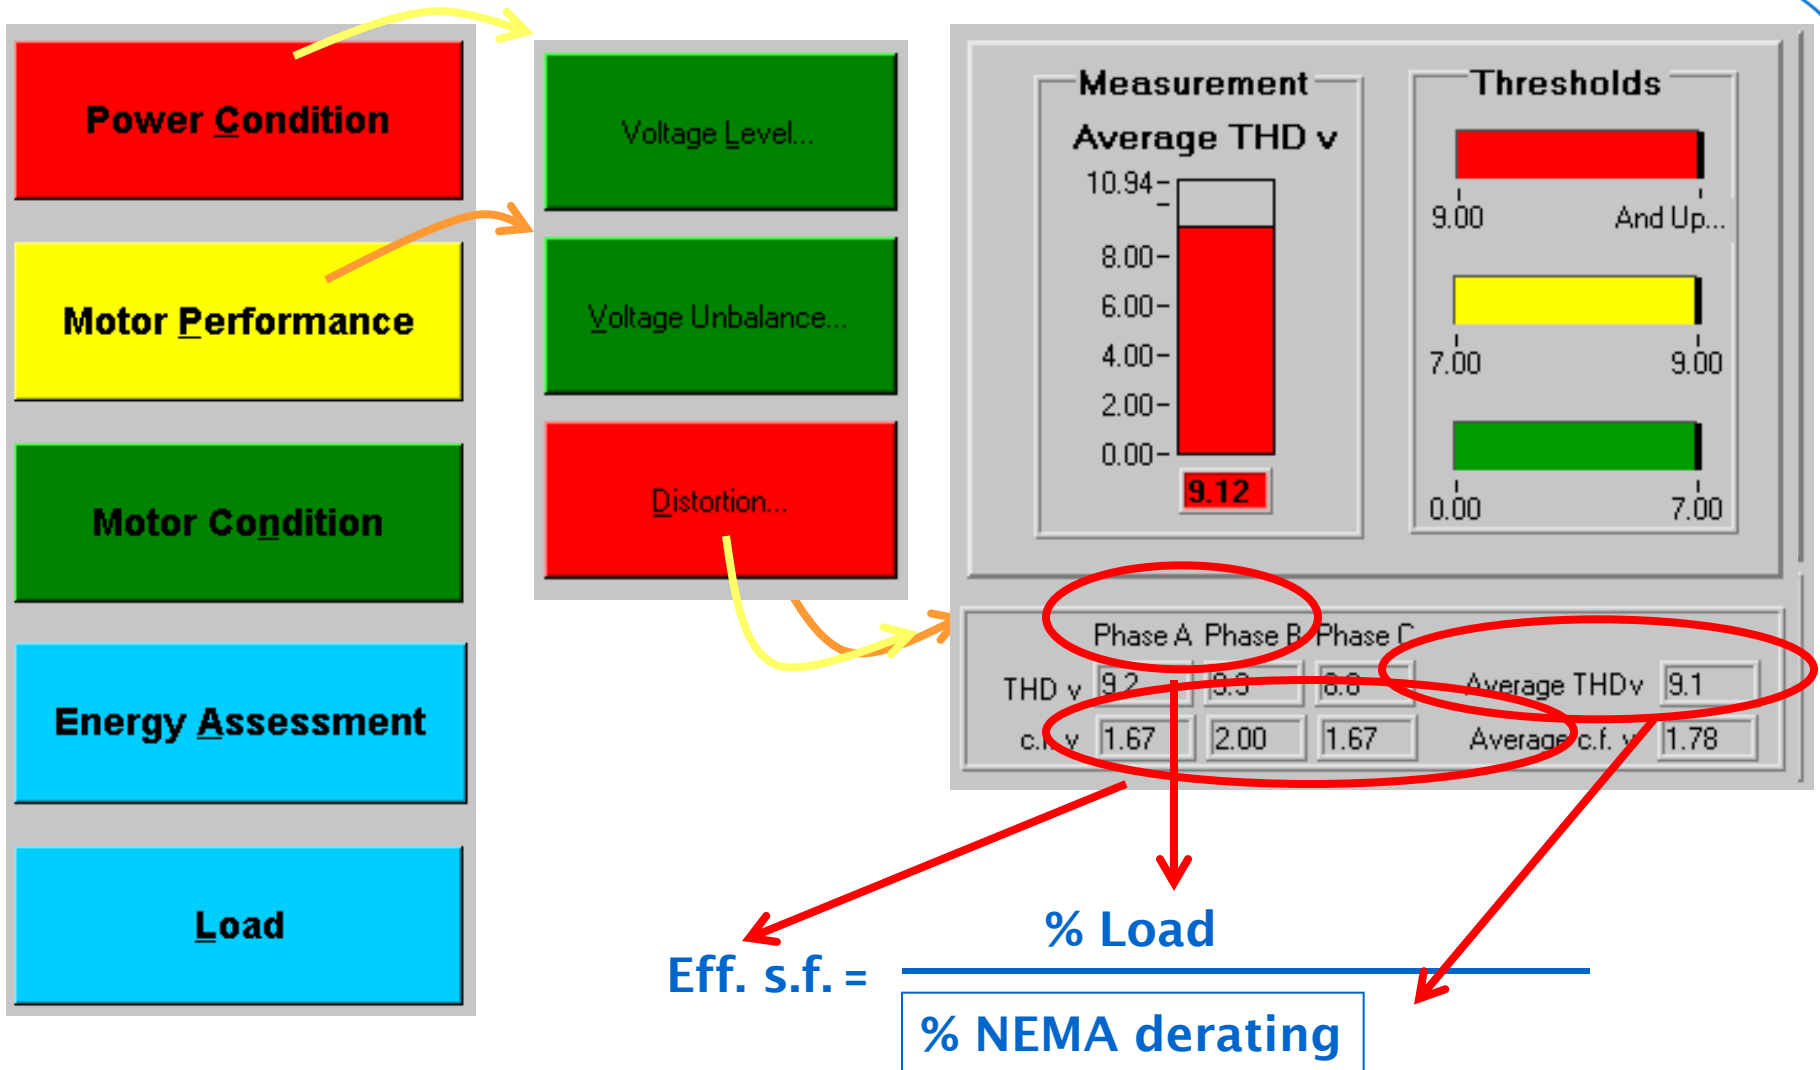 Power Condition
Motor Performance
Motor Condition
Energy Assessment
Load
Voltage Level...
Voltage Unbalance...
Distortion...
Measurement
Average THD v
10.94
8.00
6.00
4.00
2.00
0.00
9.12
Thresholds
9.00 And Up...
7.00 9.00
0.00 7.00
Phase A Phase B Phase C
THD v 9.2 Average THDv 9.1
v 1.67 2.00 1.67 Average c.f. v 1.78
Eff. s.f. =
% Load
% NEMA derating